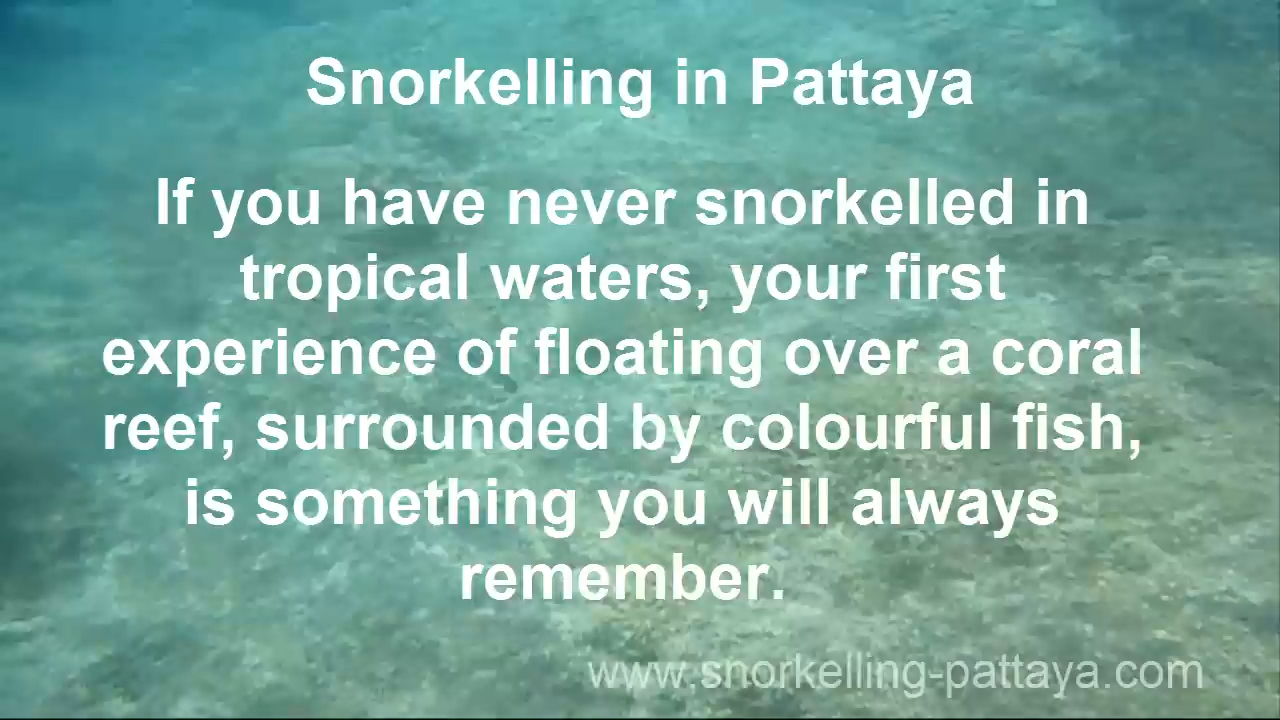 Snorkelling in Pattaya
If you have never snorkelled in
tropical waters, your first
experience of floating over a coral
reef, surrounded by colourful fish,
is something you will always
remember.
www.snorkelling-pattaya.com